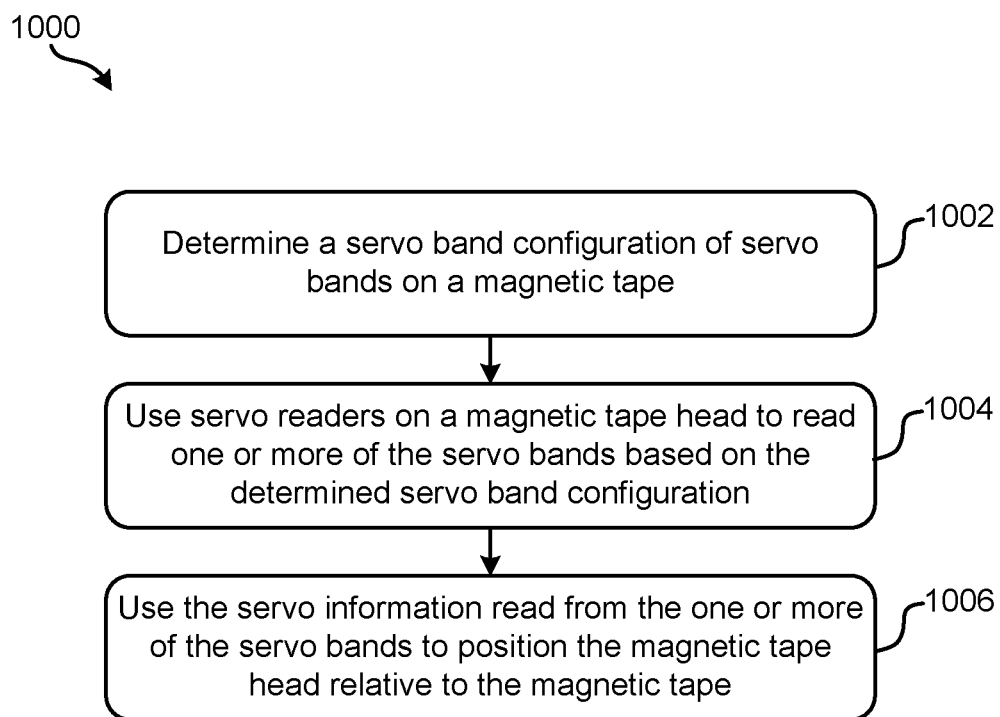 1000
Determine a servo band configuration of servo
bands on a magnetic tape
1002
Use servo readers on a magnetic tape head to read
one or more of the servo bands based on the
determined servo band configuration
1004
Use the servo information read from the one or more
of the servo bands to position the magnetic tape
head relative to the magnetic tape
1006